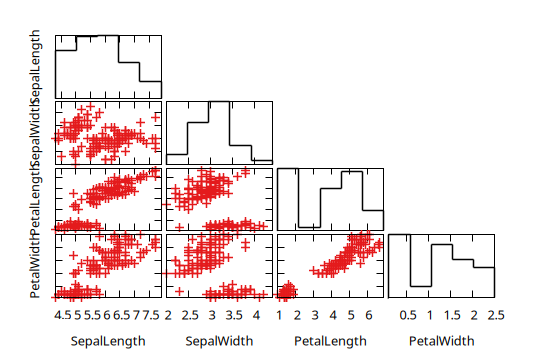 SepalLength
SepalWidth
PetalLength
PetalWidth
4.5 5 5.5 6 6.5 7 7.5 2 2.5 3 3.5 4 1 2 3 4 5 6 0.5 1 1.5 2 2.5
SepalLength SepalWidth PetalLength PetalWidth